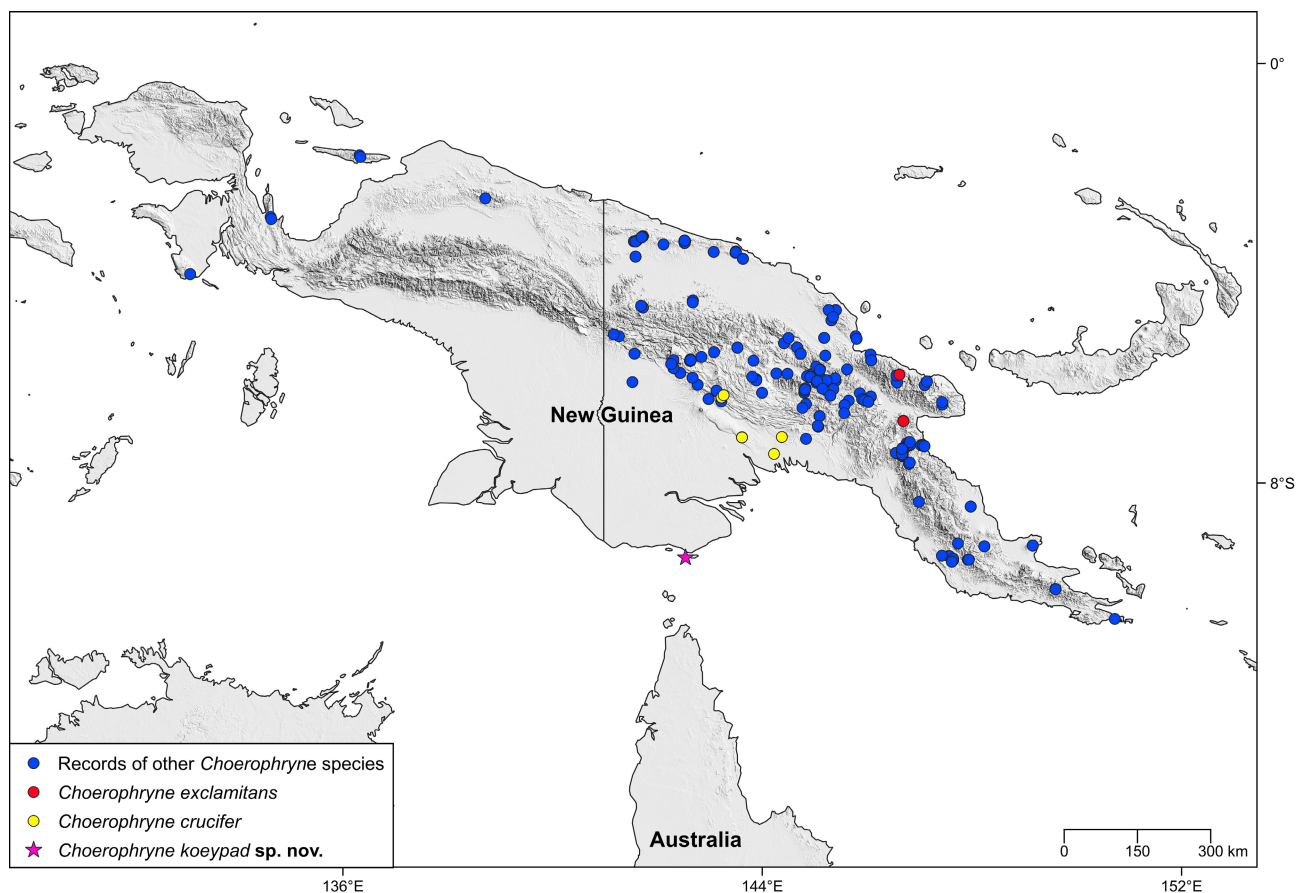 0°
New Guinea
8°S
Records of other Choerophryne species
Choerophryne exclamitans
Choerophryne crucifer
Choerophryne koeypad sp. nov.
Australia
0 150 300 km
136°E 144°E 152°E